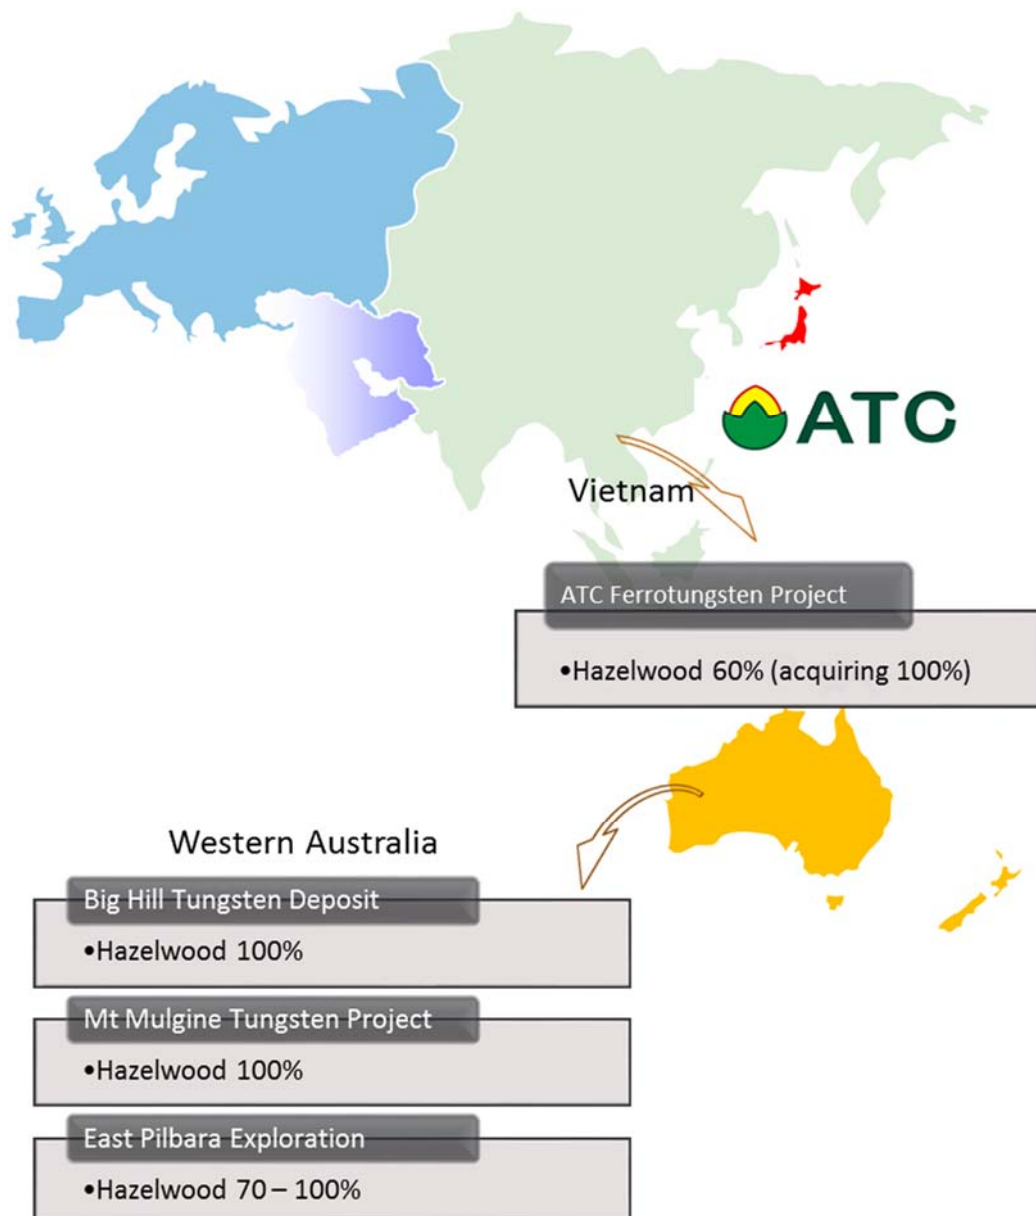 ATC
Vietnam
ATC Ferrotungsten Project
•Hazelwood 60% (acquiring 100%)
Western Australia
Big Hill Tungsten Deposit
•Hazelwood 100%
Mt Mulgine Tungsten Project
•Hazelwood 100%
East Pilbara Exploration
•Hazelwood 70 – 100%